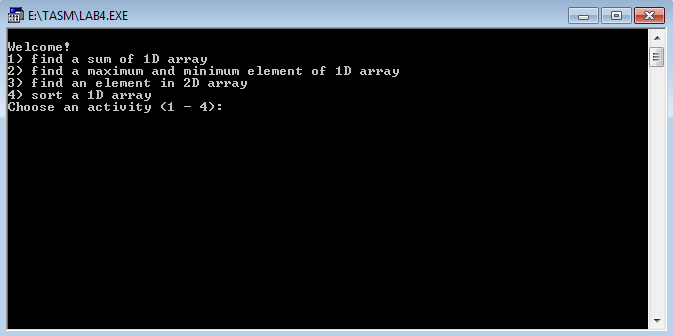 E:\TASM\LAB4.EXE
Welcome!
1) find a sum of 1D array
2) find a maximum and minimum element of 1D array
3) find an element in 2D array
4) sort a 1D array
Choose an activity (1 - 4):